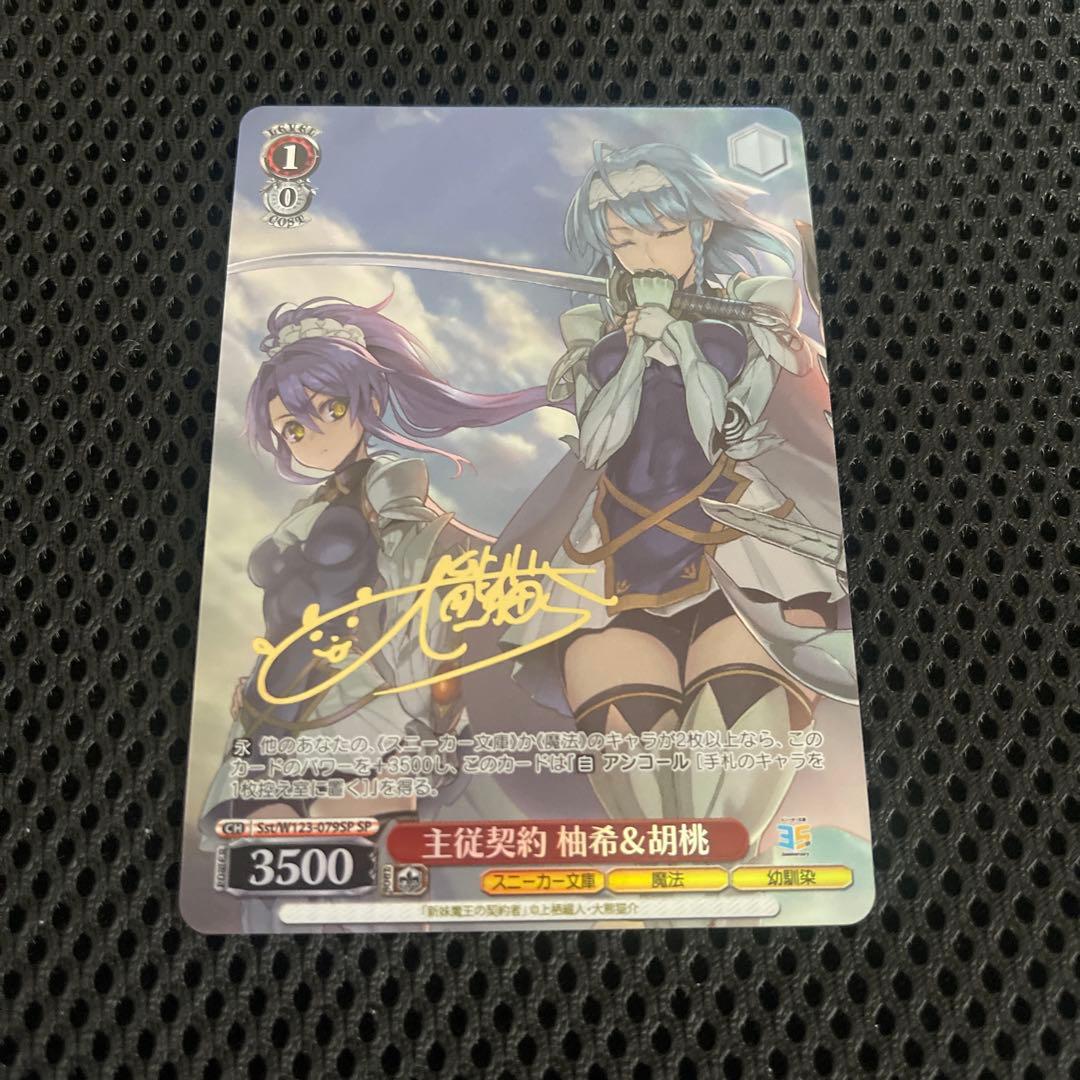 LEVEL
1
0
COST
永 他のあなたの、《スニーカー文庫》か《魔法》のキャラが2枚以上なら、この
カードのパワーを+3500し、このカードは「自 アンコール [手札のキャラを
1枚控え室に置く]」を得る。
CH Sst/W123-079SP SP
主従契約 柚希&胡桃
35
POWER
3500
SOUL
スニーカー文庫 魔法 幼馴染
「新妹魔王の契約者」©上栖綴人・大熊猫介